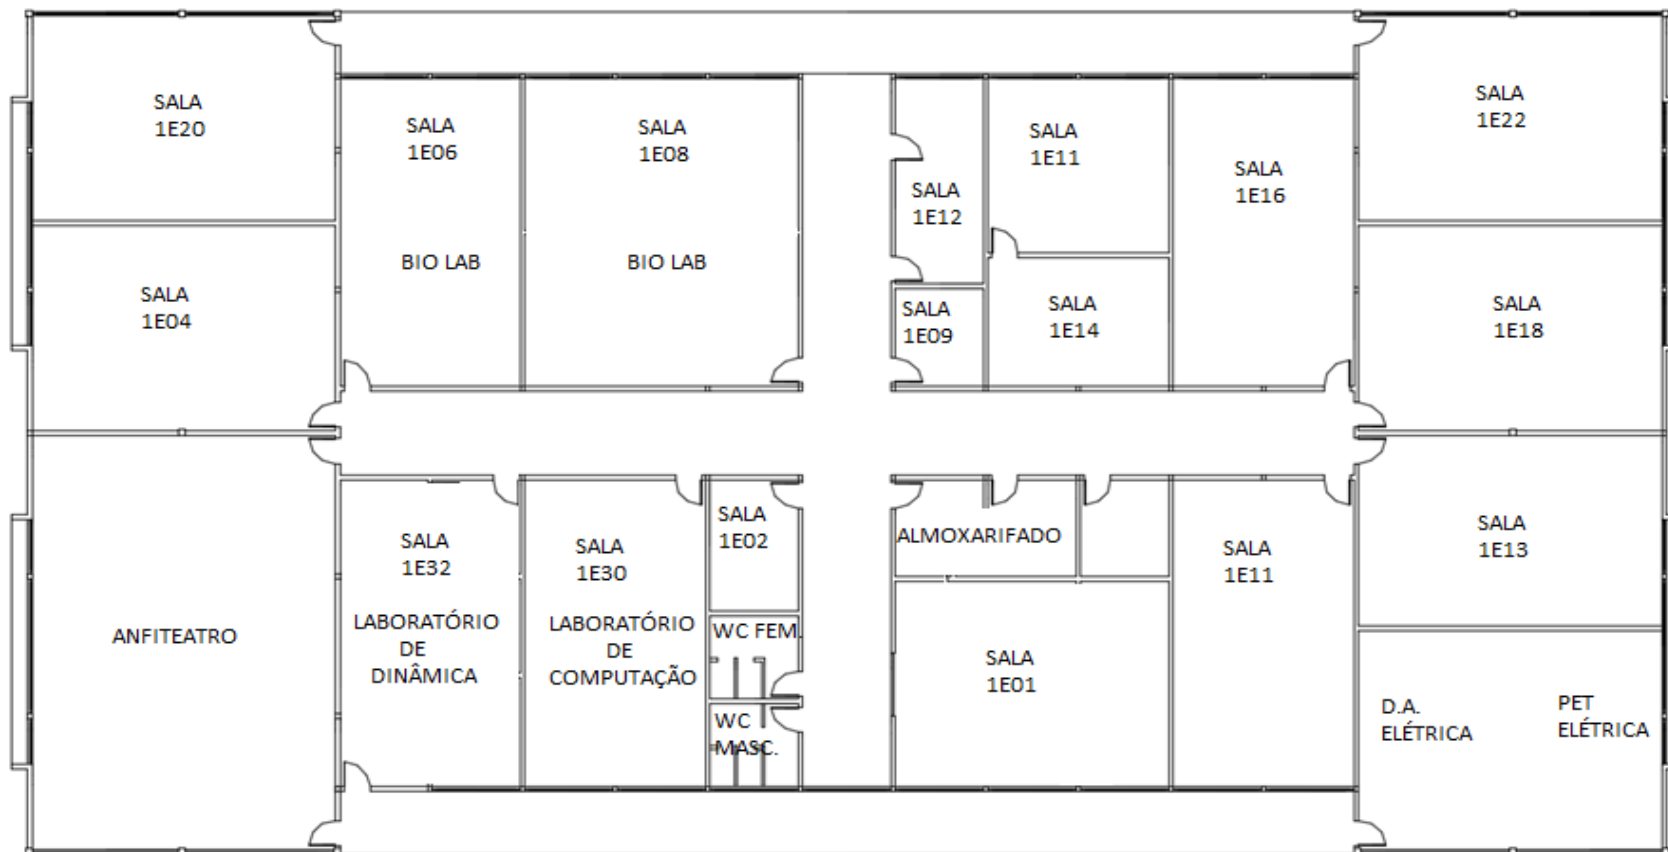 SALA
1E20
SALA
1E06
SALA
1E08
SALA
1E12
SALA
1E11
SALA
1E16
SALA
1E22
BIO LAB
BIO LAB
SALA
1E04
SALA
1E09
SALA
1E14
SALA
1E18
ANFITEATRO
SALA
1E32
LABORATÓRIO
DE
DINÂMICA
SALA
1E30
LABORATÓRIO
DE
COMPUTAÇÃO
SALA
1E02
WC FEM.
WC
MASC.
ALMOXARIFADO
SALA
1E01
SALA
1E11
SALA
1E13
D.A.
ELÉTRICA
PET
ELÉTRICA